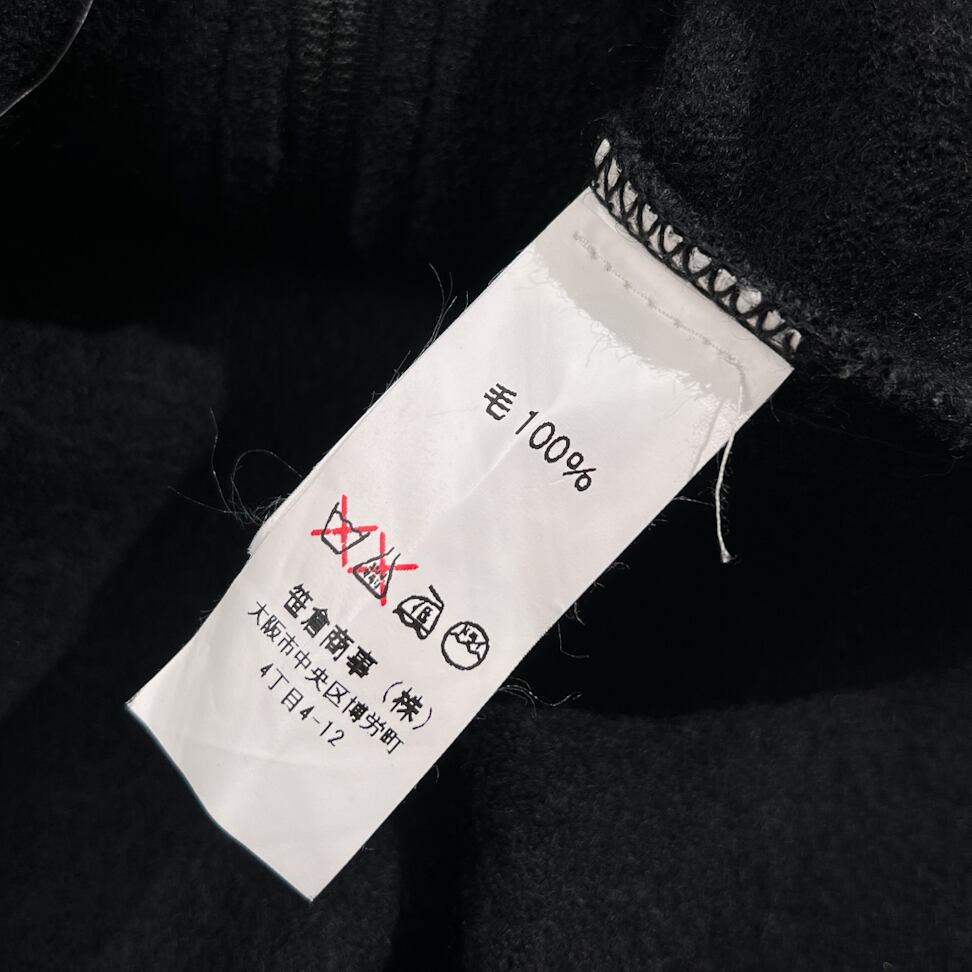 毛 100%
笹倉商事（株）
大阪市中央区博労町
4丁目4-12